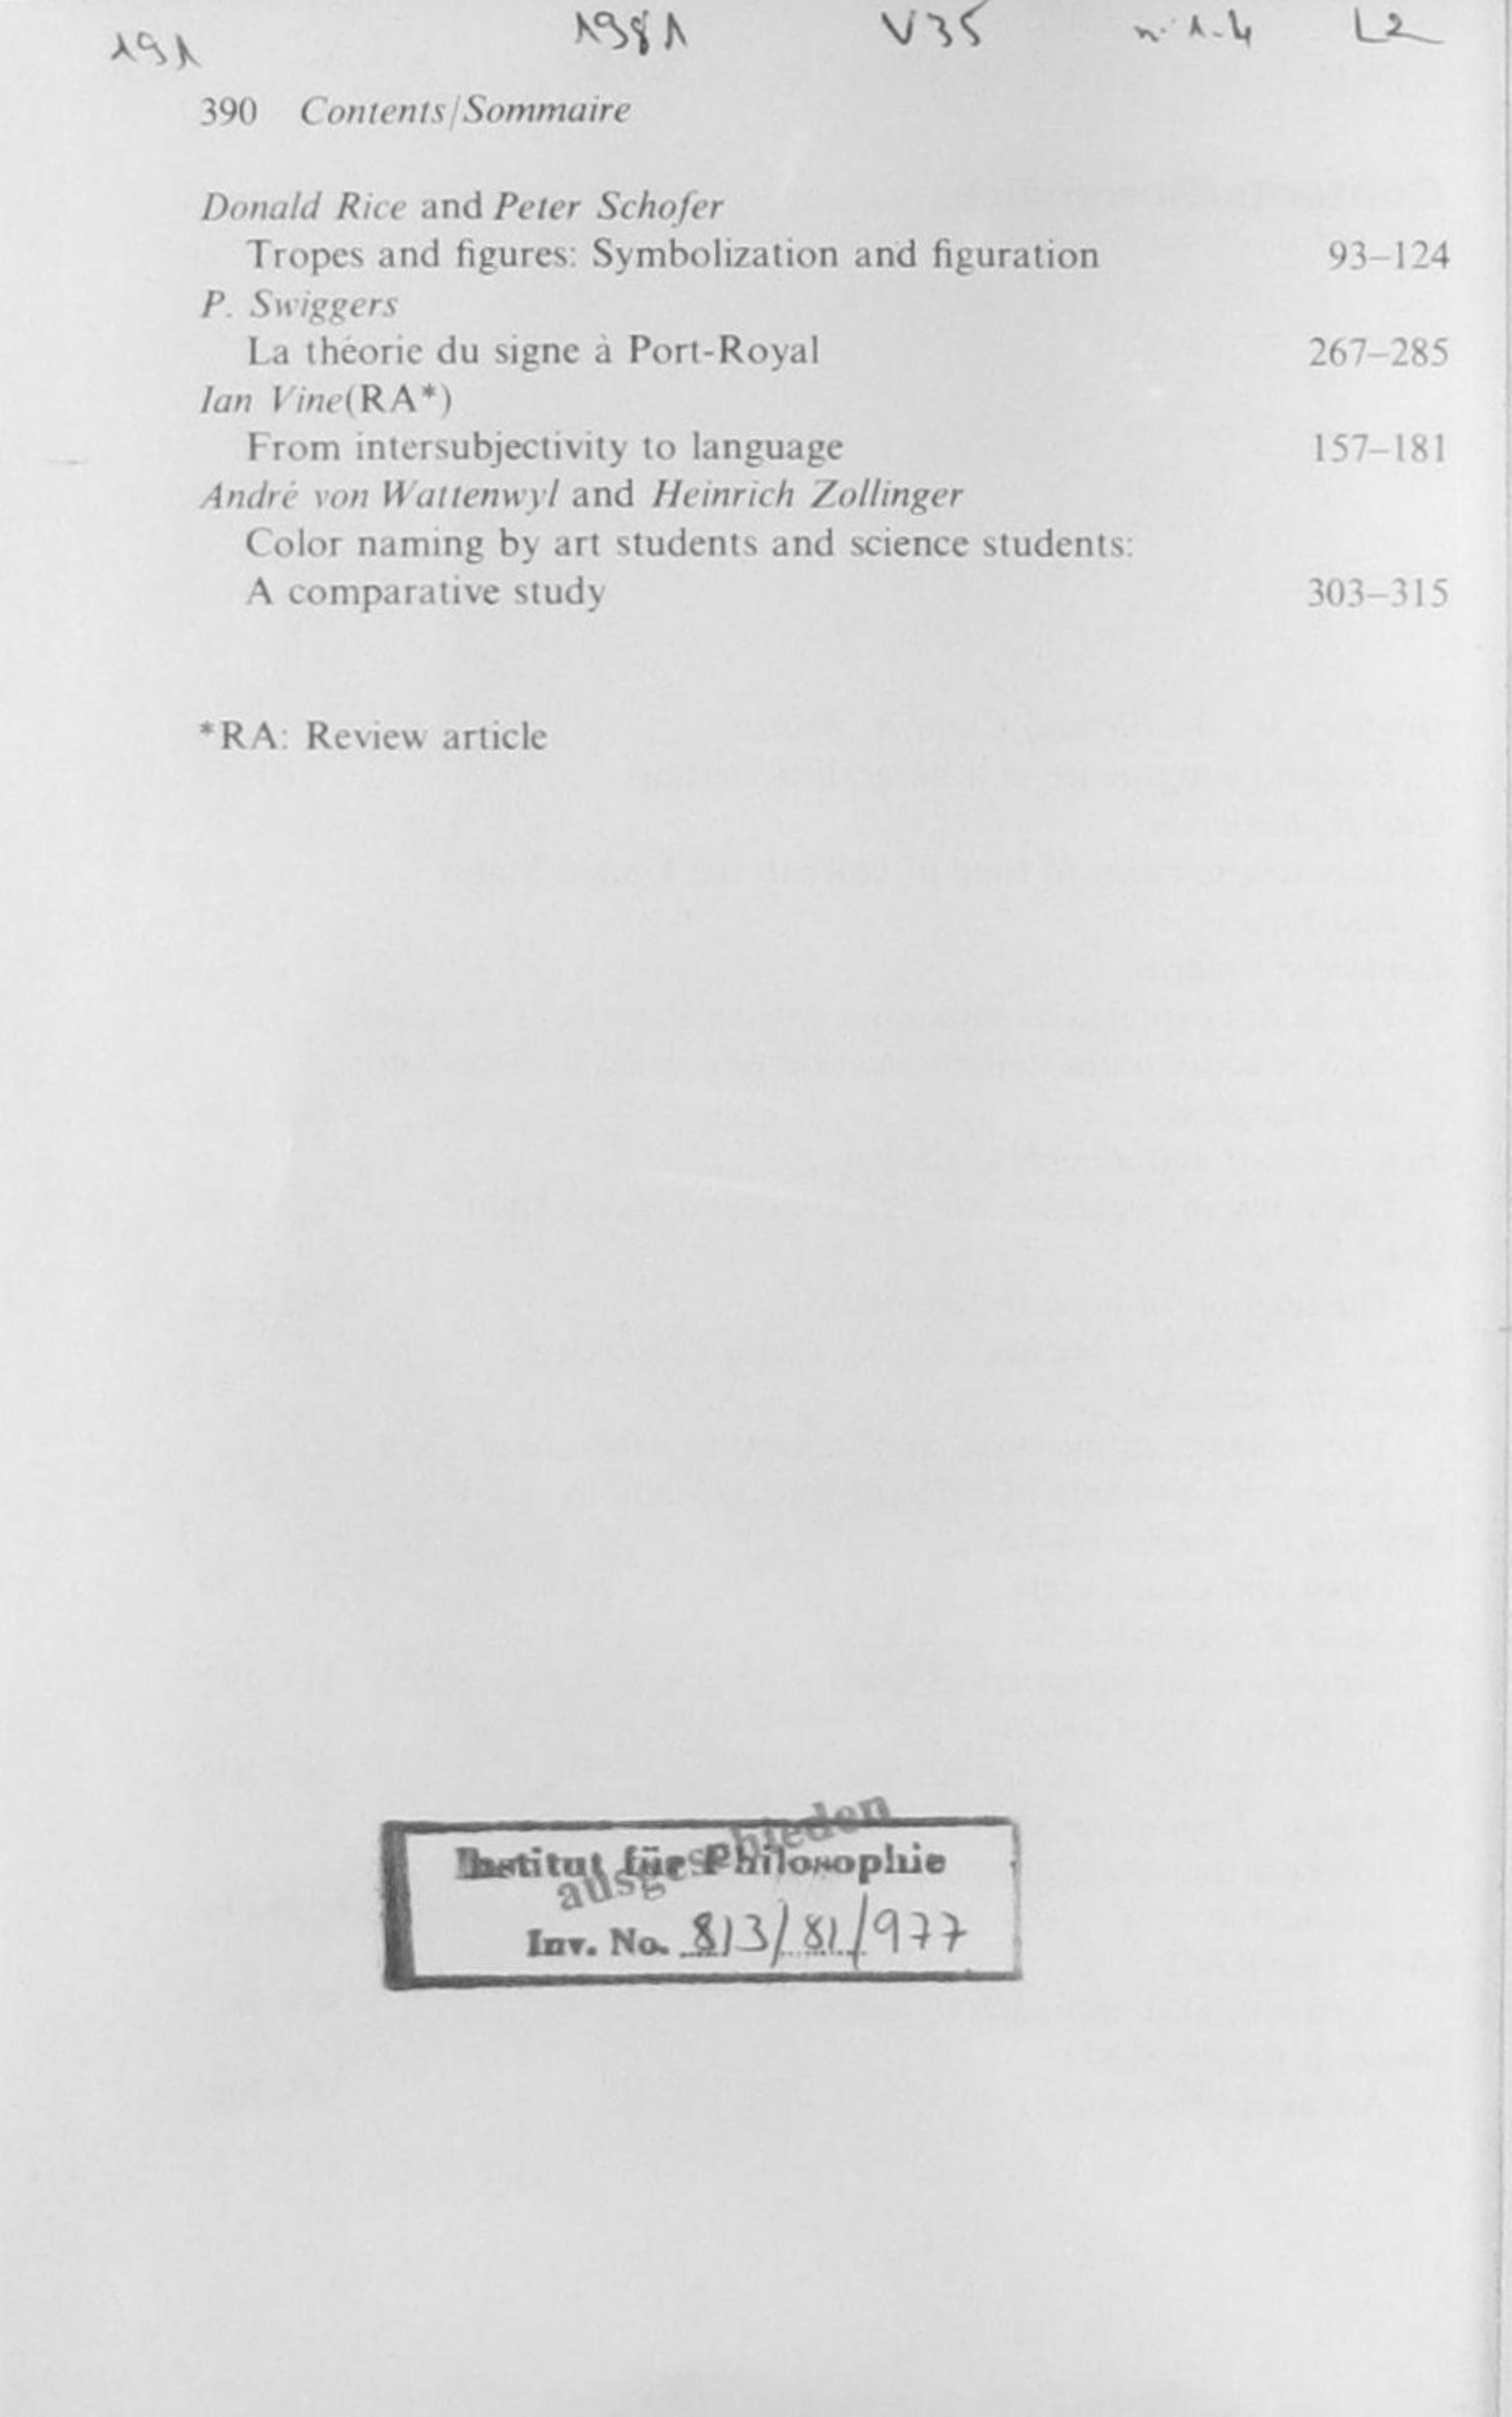 191 1981 V35 n. 1-4 L2
390 Contents/Sommaire
Donald Rice and Peter Schofer
Tropes and figures: Symbolization and figuration 93–124
P. Swiggers
La théorie du signe à Port-Royal 267–285
Ian Vine(RA*)
From intersubjectivity to language 157–181
André von Wattenwyl and Heinrich Zollinger
Color naming by art students and science students:
A comparative study 303–315
*RA: Review article
ausgeschieden
Institut für Philosophie
Inv. No. 813/81/977